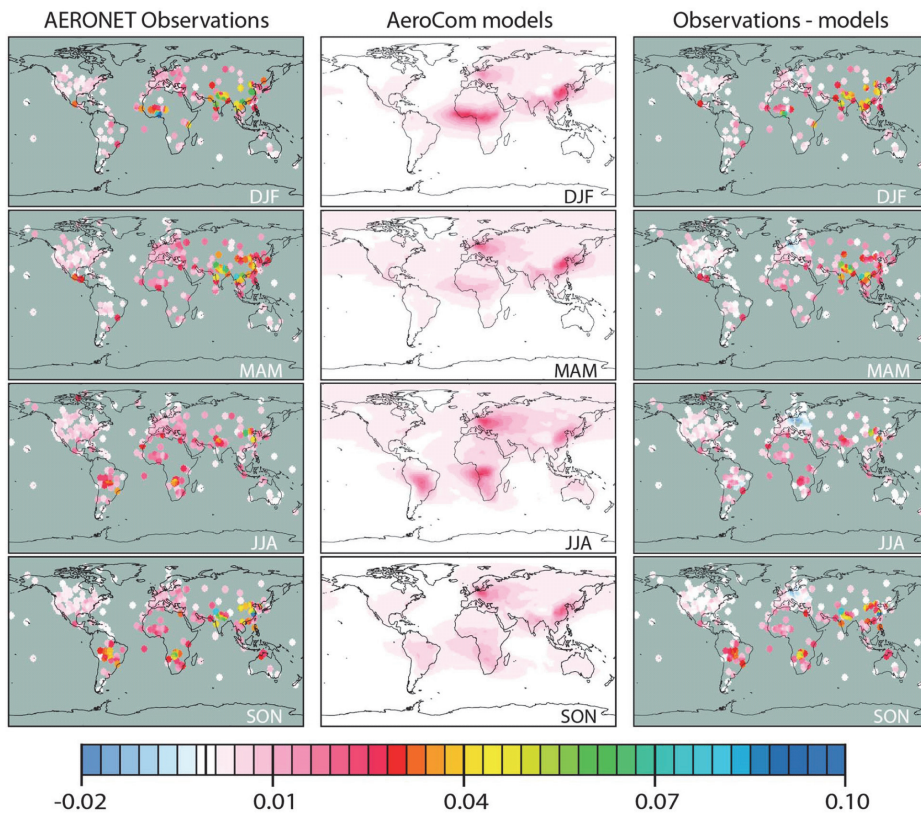 AERONET Observations
AeroCom models
Observations - models
DJF
DJF
DJF
MAM
MAM
MAM
JJA
JJA
JJA
SON
SON
SON
-0.02
0.01
0.04
0.07
0.10